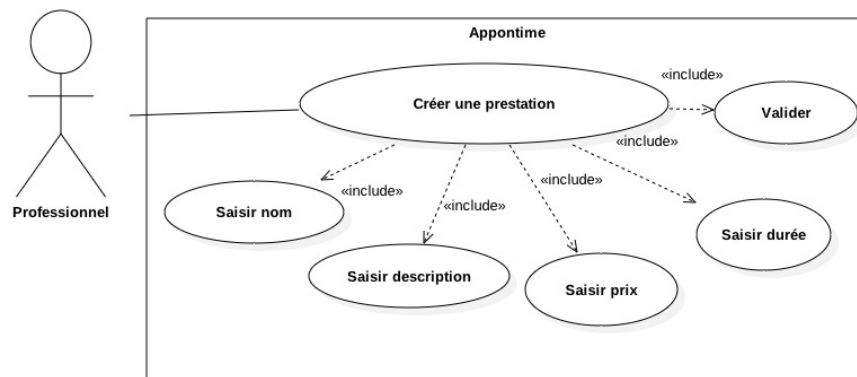 Appontime
«include»
Créer une prestation
Valider
«include»
«include»
«include»
«include»
Professionnel
Saisir nom
Saisir description
Saisir prix
Saisir durée